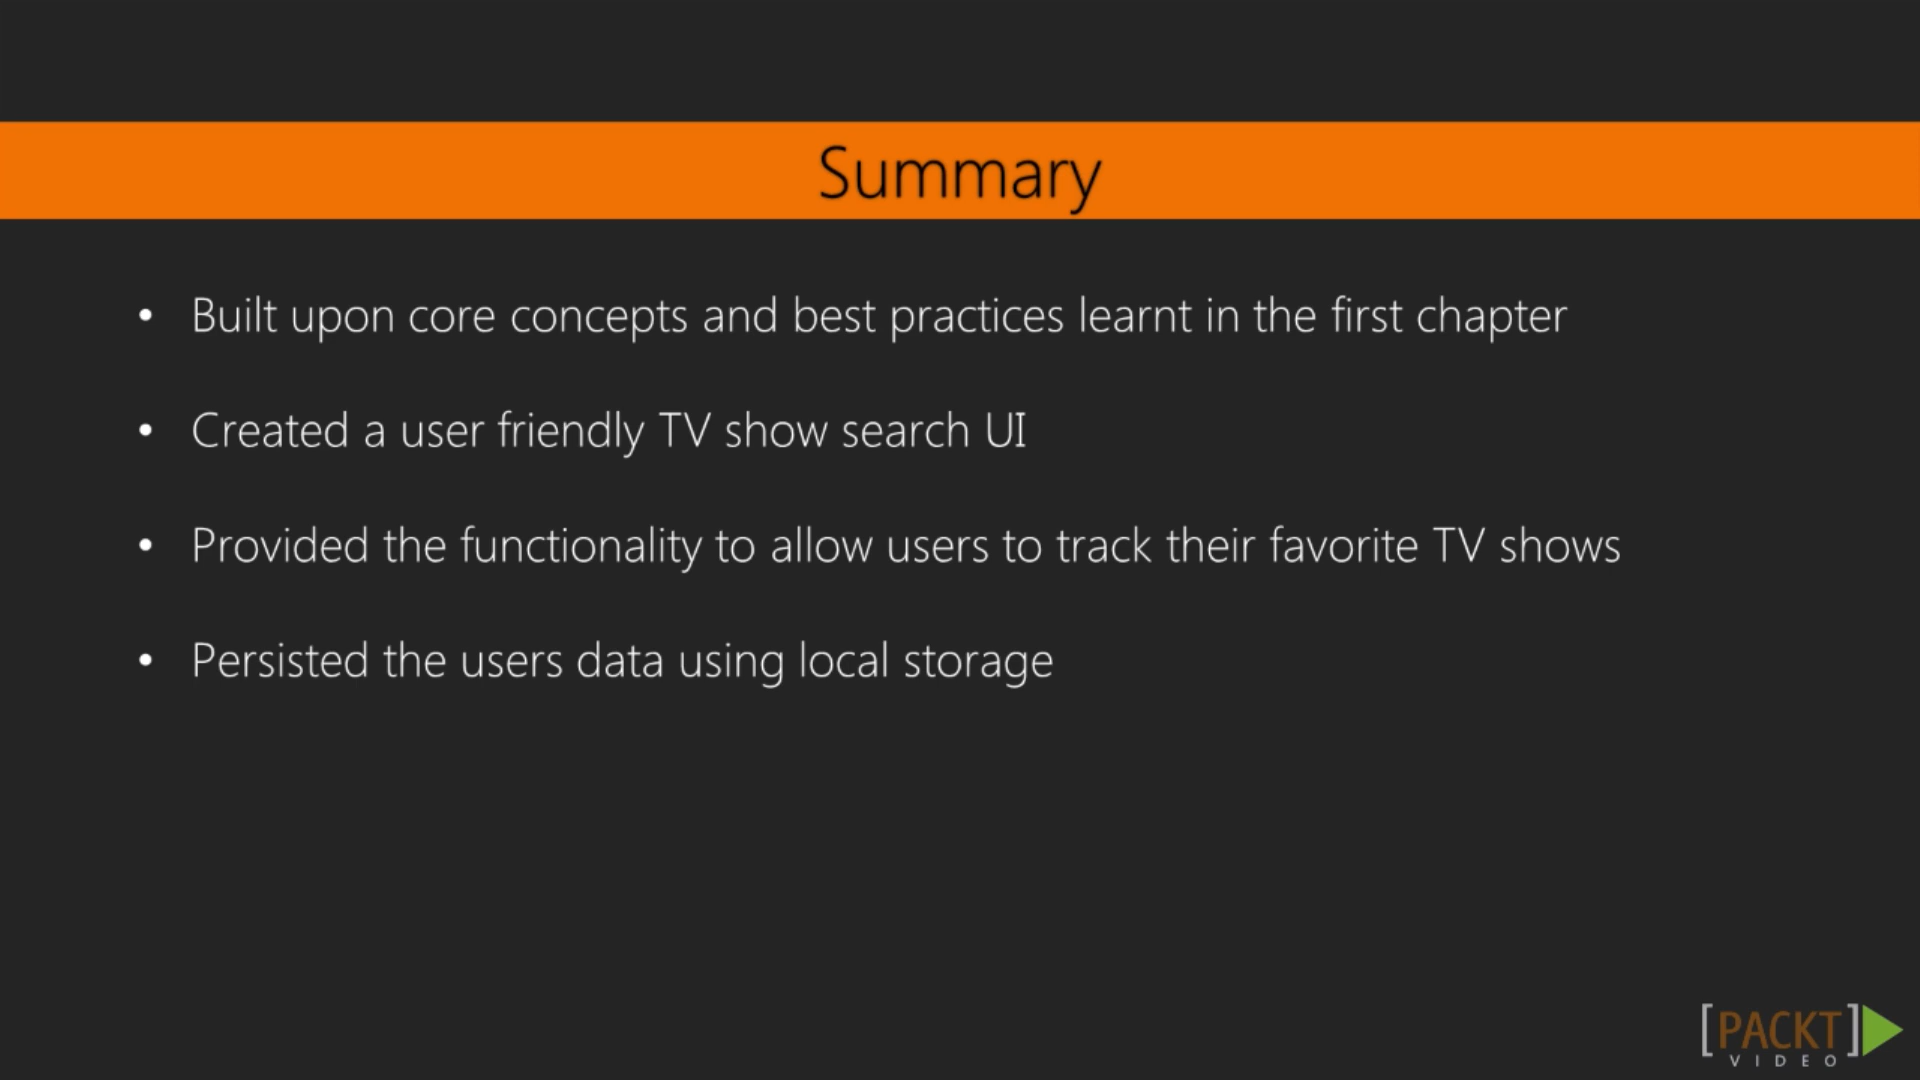 Summary
• Built upon core concepts and best practices learnt in the first chapter
• Created a user friendly TV show search UI
• Provided the functionality to allow users to track their favorite TV shows
• Persisted the users data using local storage
[PACKT]
VIDEO